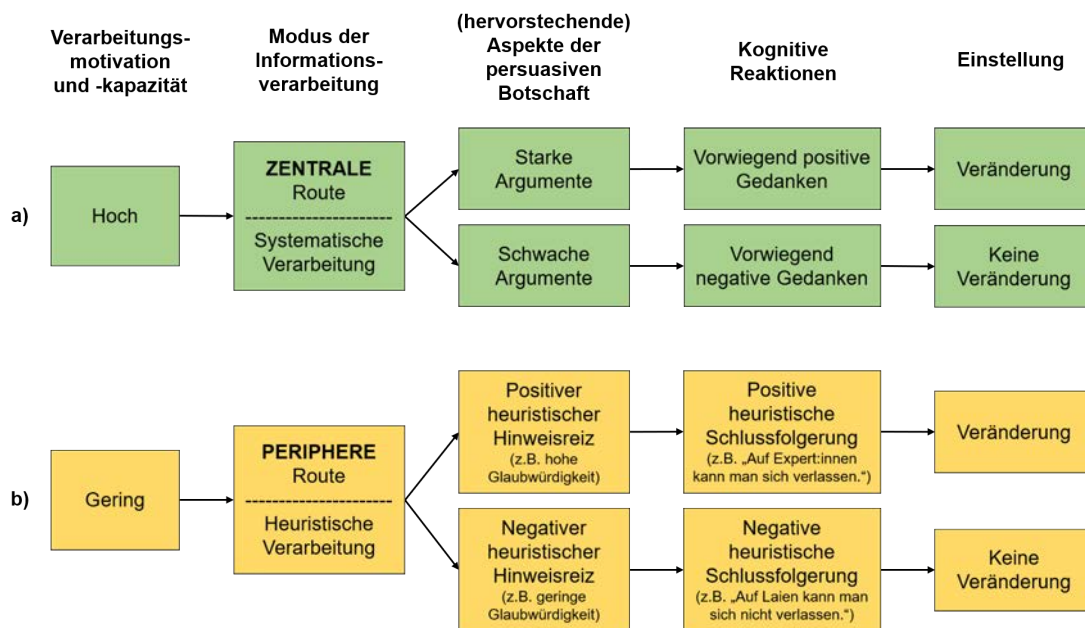 Verarbeitungs-
motivation
und -kapazität
Modus der
Informations-
verarbeitung
(hervorstechende)
Aspekte der
persuasiven
Botschaft
Kognitive
Reaktionen
Einstellung
a)
Hoch
ZENTRALE
Route
Systematische
Verarbeitung
Starke
Argumente
Vorwiegend positive
Gedanken
Veränderung
Schwache
Argumente
Vorwiegend
negative Gedanken
Keine
Veränderung
b)
Gering
PERIPHERE
Route
Heuristische
Verarbeitung
Positiver
heuristischer
Hinweisreiz
(z.B. hohe
Glaubwürdigkeit)
Positive
heuristische
Schlussfolgerung
(z.B. „Auf Expert:innen
kann man sich verlassen.“)
Veränderung
Negativer
heuristischer
Hinweisreiz
(z.B. geringe
Glaubwürdigkeit)
Negative
heuristische
Schlussfolgerung
(z.B. „Auf Laien kann man
sich nicht verlassen.“)
Keine
Veränderung